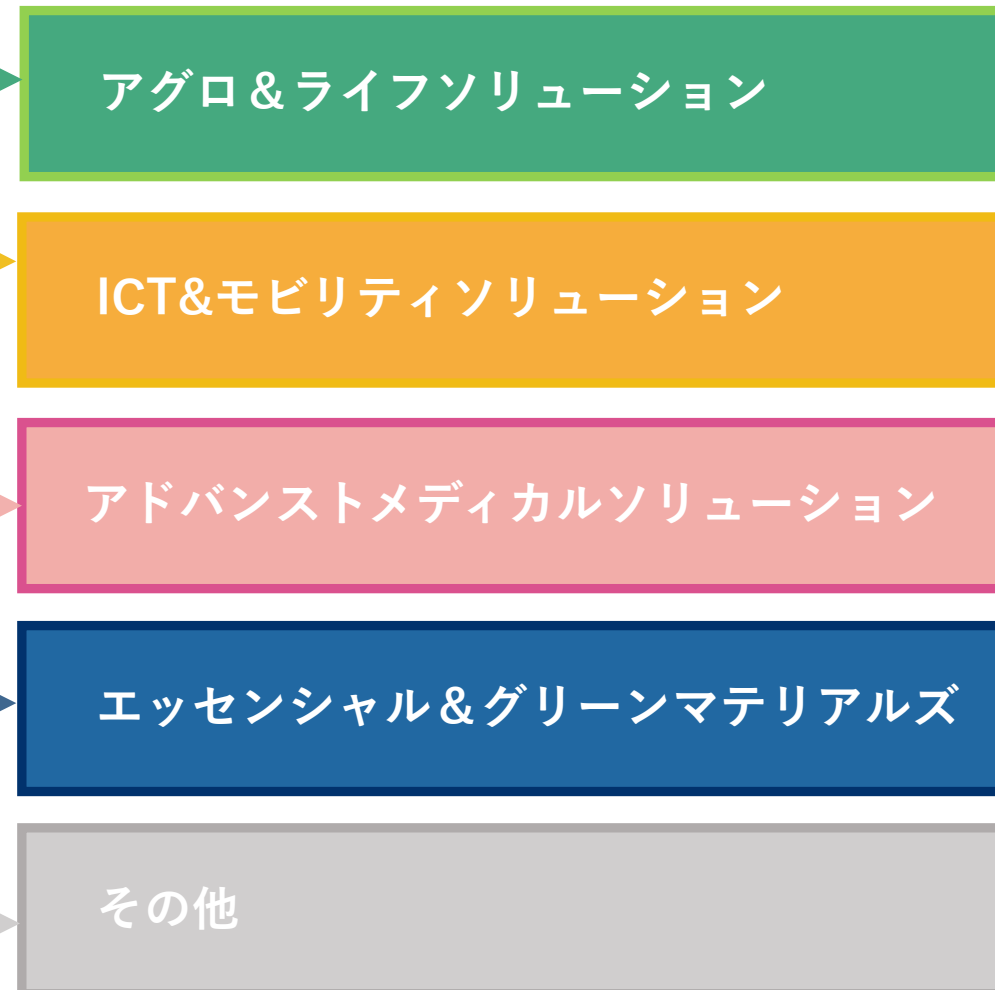 アグロ＆ライフソリューション
ICT&モビリティソリューション
アドバンストメディカルソリューション
エッセンシャル＆グリーンマテリアルズ
その他